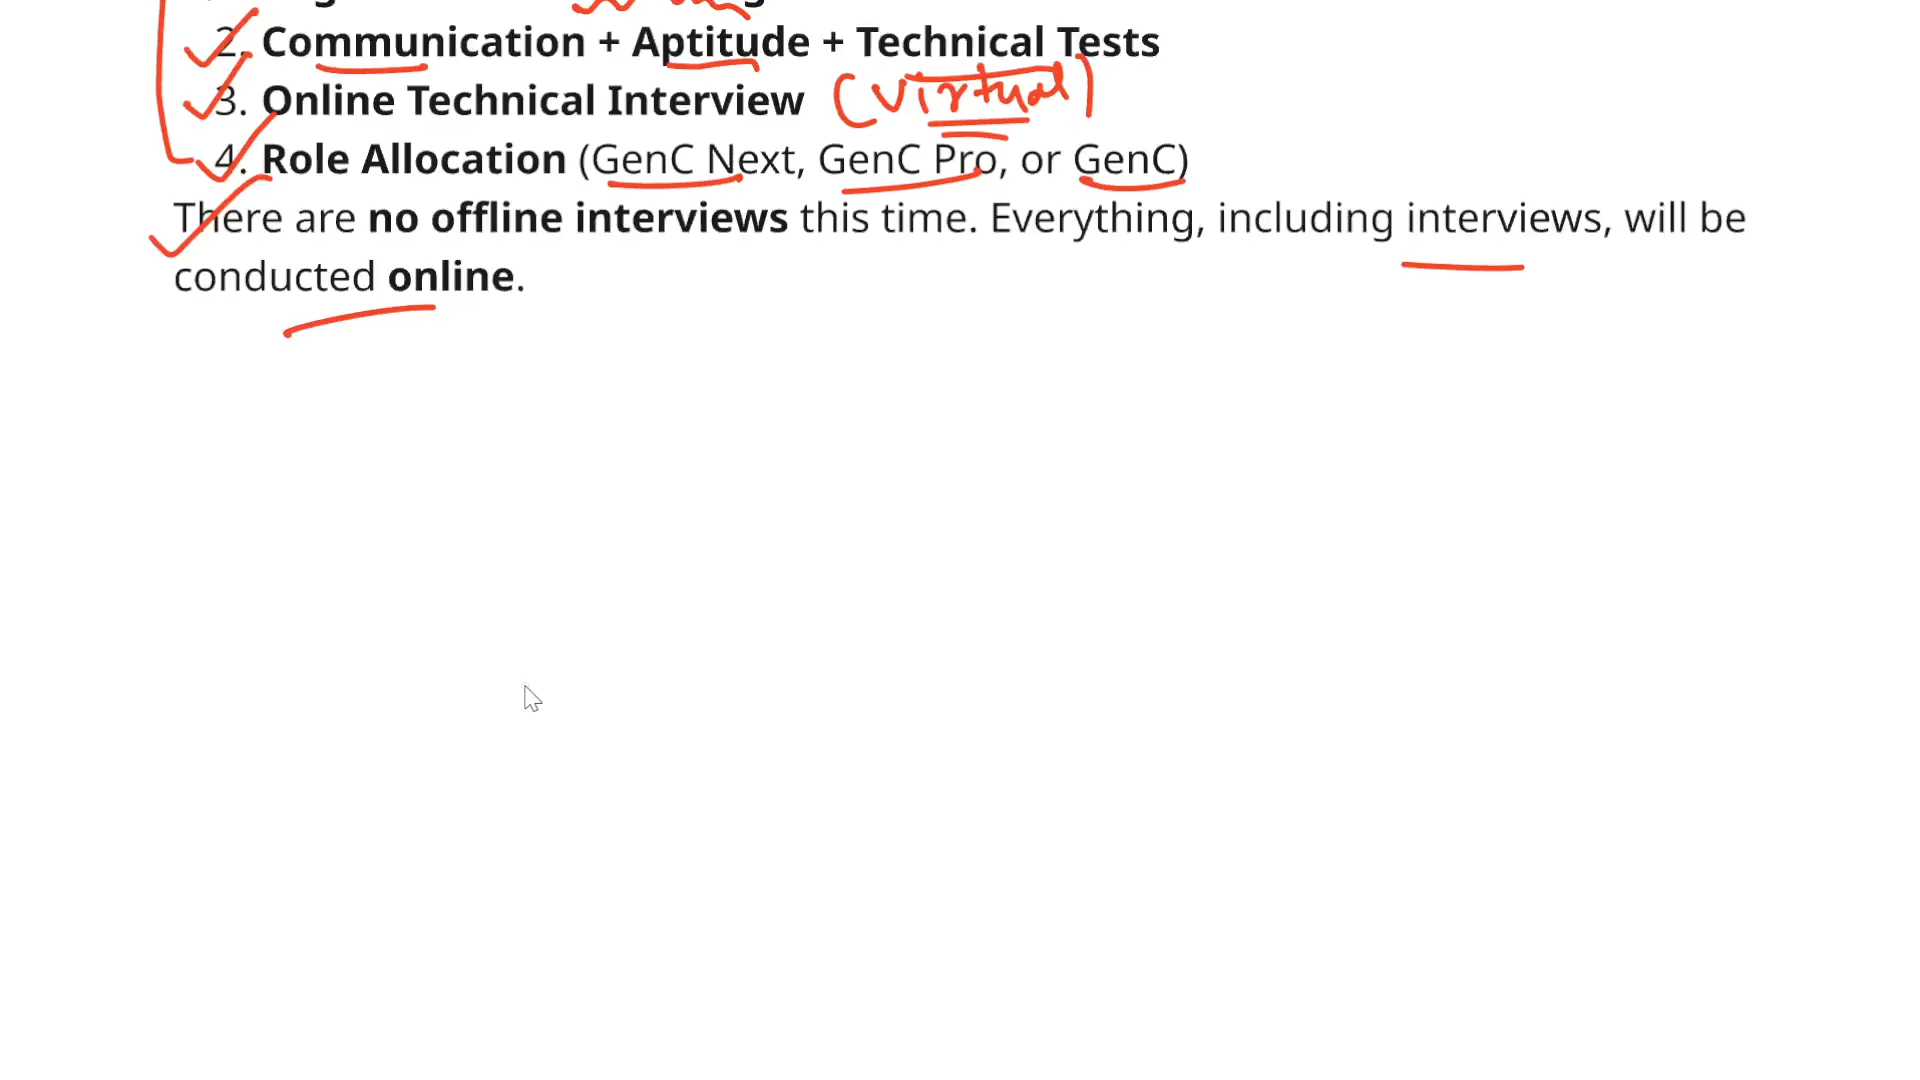 2. Communication + Aptitude + Technical Tests
3. Online Technical Interview (virtual)
4. Role Allocation (GenC Next, GenC Pro, or GenC)
There are no offline interviews this time. Everything, including interviews, will be
conducted online.